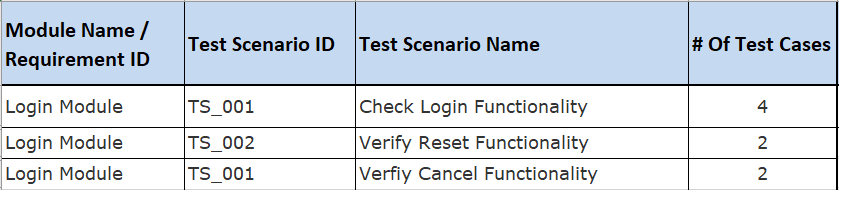 Module Name /
Requirement ID
Test Scenario ID
Test Scenario Name
# Of Test Cases
Login Module TS_001 Check Login Functionality 4
Login Module TS_002 Verify Reset Functionality 2
Login Module TS_001 Verfiy Cancel Functionality 2